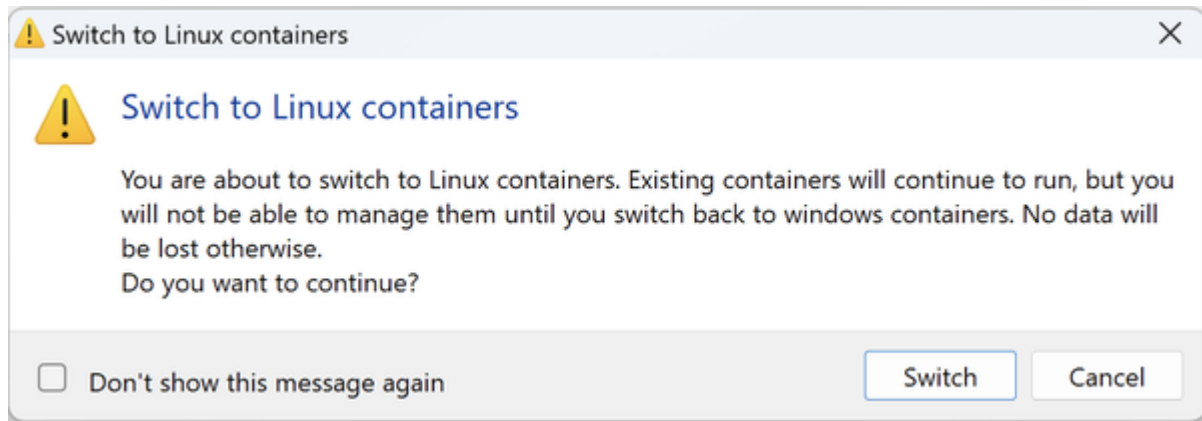 Switch to Linux containers
Switch to Linux containers
You are about to switch to Linux containers. Existing containers will continue to run, but you
will not be able to manage them until you switch back to windows containers. No data will
be lost otherwise.
Do you want to continue?
Don't show this message again
Switch
Cancel